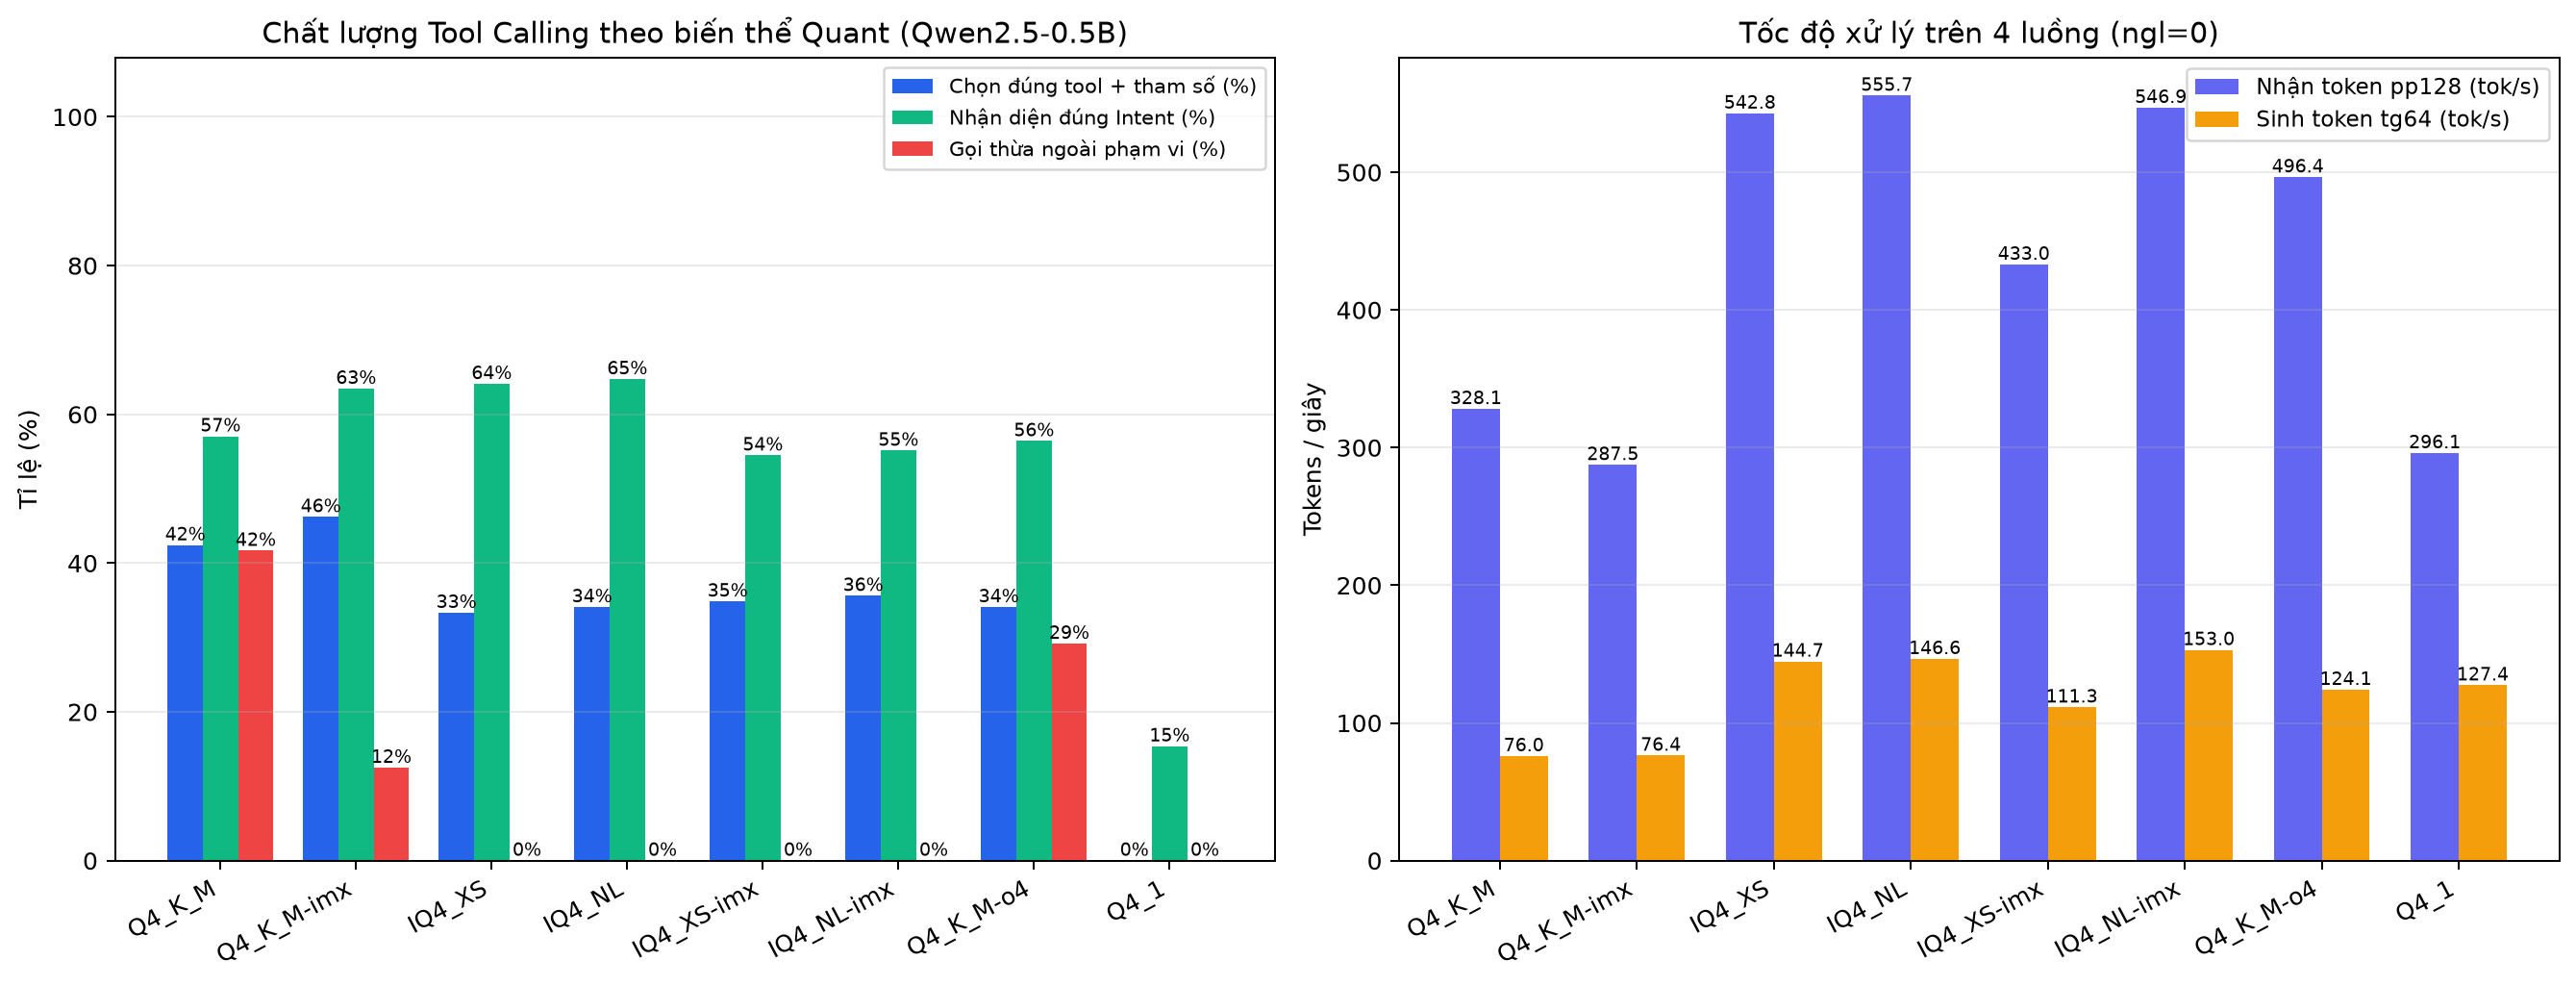 Chất lượng Tool Calling theo biến thể Quant (Qwen2.5-0.5B)
Chọn đúng tool + tham số (%)
Nhận diện đúng Intent (%)
Gọi thừa ngoài phạm vi (%)
Tỉ lệ (%)
100
80
60
40
20
0
42% 57% 42%
46% 63% 12%
33% 64% 0%
34% 65% 0%
35% 54% 0%
36% 55% 0%
34% 56% 29%
0% 15% 0%
Q4_K_M
Q4_K_M-imx
IQ4_XS
IQ4_NL
IQ4_XS-imx
IQ4_NL-imx
Q4_K_M-o4
Q4_1
Tốc độ xử lý trên 4 luồng (ngl=0)
Nhận token pp128 (tok/s)
Sinh token tg64 (tok/s)
Tokens / giây
500
400
300
200
100
0
328.1 76.0
287.5 76.4
542.8 144.7
555.7 146.6
433.0 111.3
546.9 153.0
496.4 124.1
296.1 127.4
Q4_K_M
Q4_K_M-imx
IQ4_XS
IQ4_NL
IQ4_XS-imx
IQ4_NL-imx
Q4_K_M-o4
Q4_1